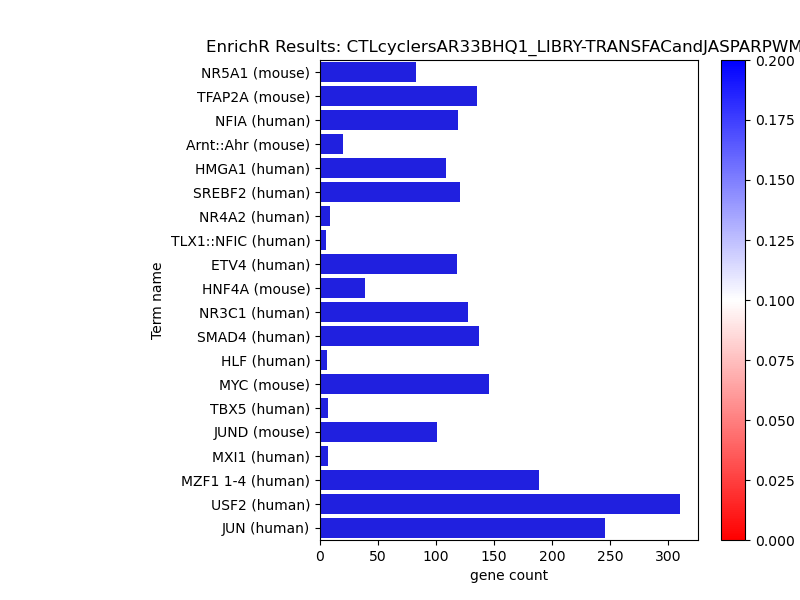 EnrichR Results: CTLcyclersAR33BHQ1_LIBRY-TRANSFACandJASPARPWM
NR5A1 (mouse)
TFAP2A (mouse)
NFIA (human)
Arnt::Ahr (mouse)
HMGA1 (human)
SREBF2 (human)
NR4A2 (human)
TLX1::NFIC (human)
ETV4 (human)
HNF4A (mouse)
NR3C1 (human)
SMAD4 (human)
HLF (human)
MYC (mouse)
TBX5 (human)
JUND (mouse)
MXI1 (human)
MZF1 1-4 (human)
USF2 (human)
JUN (human)
Term name
0 50 100 150 200 250 300
gene count
0.200
0.175
0.150
0.125
0.100
0.075
0.050
0.025
0.000